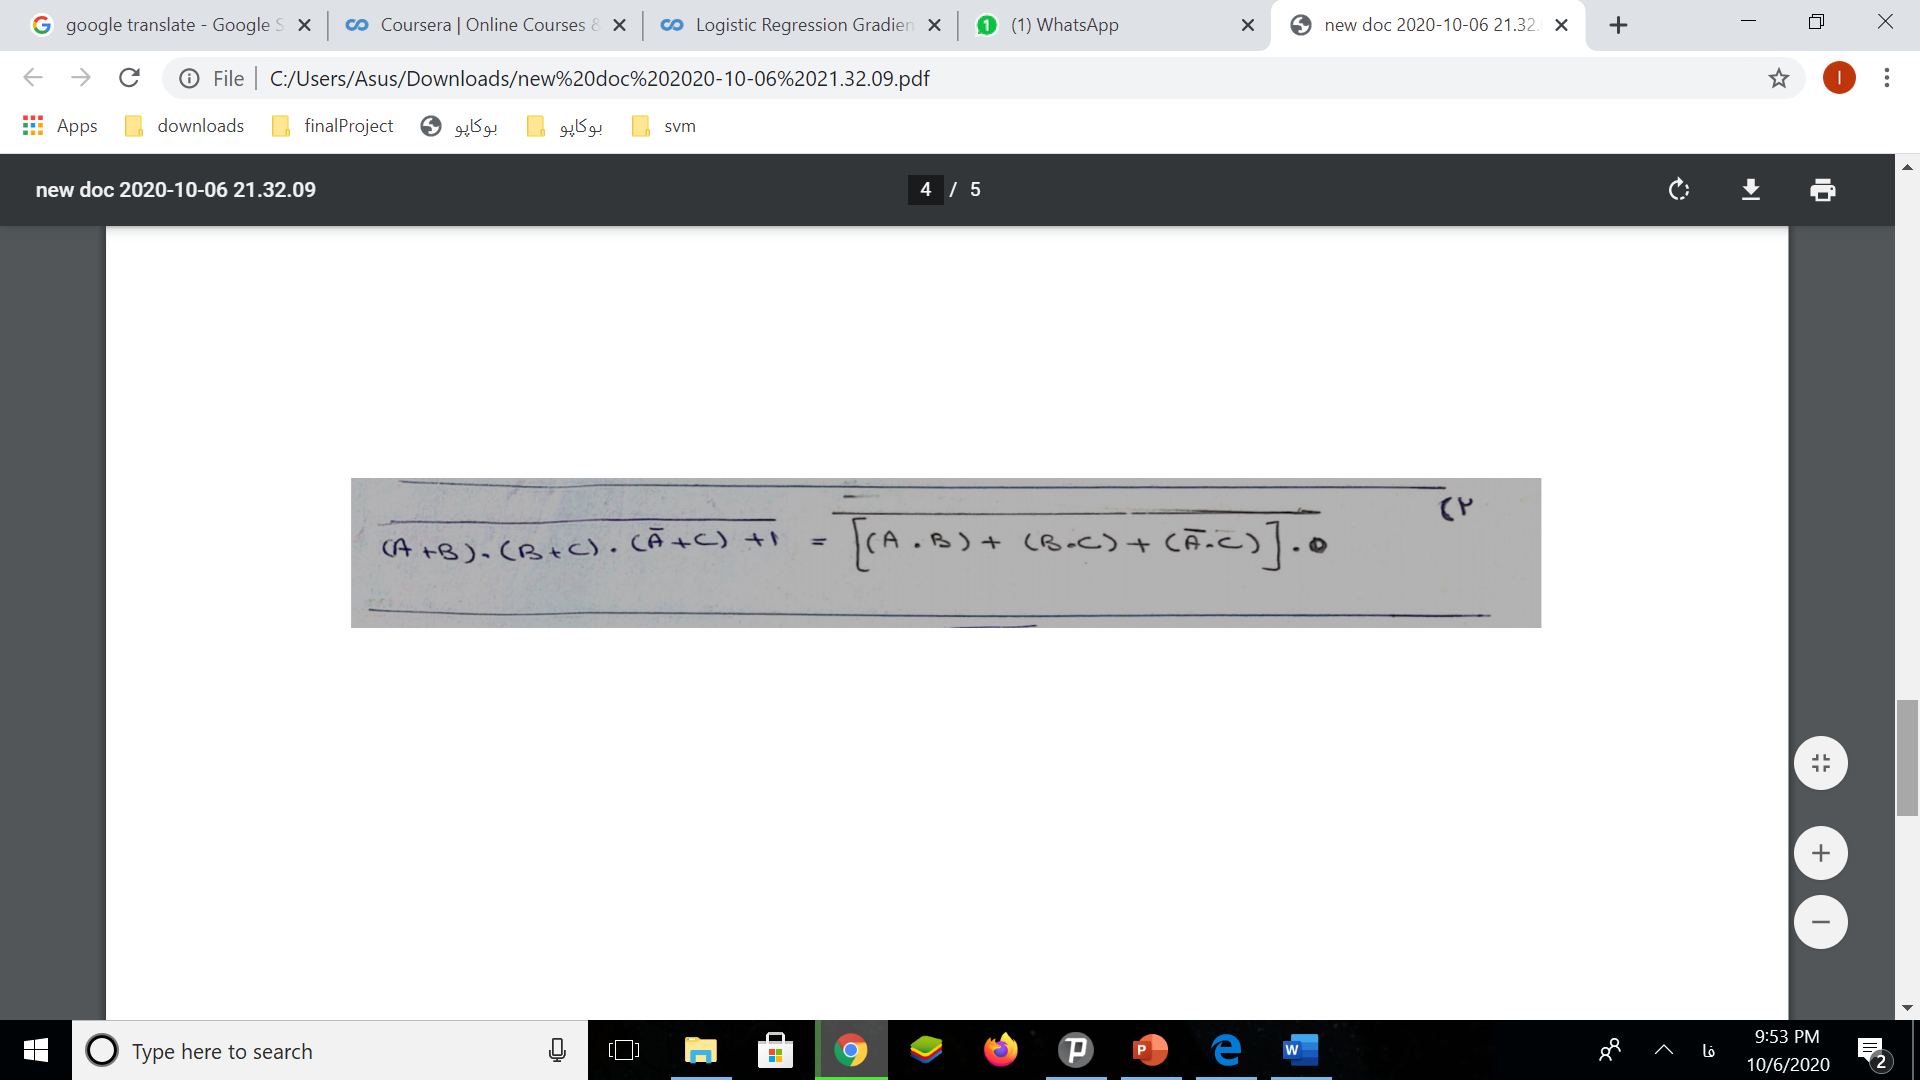 google translate - Google S
Coursera | Online Courses &
Logistic Regression Gradien
(1) WhatsApp
new doc 2020-10-06 21.32.
File
C:/Users/Asus/Downloads/new%20doc%202020-10-06%2021.32.09.pdf
I
Apps
downloads
finalProject
بوکاپو
بوکاپو
svm
new doc 2020-10-06 21.32.09
4 / 5
(۲
(A+B).(B+C).(Ā+C)+1 = [(A.B)+(B.C)+(Ā.C)].0
Type here to search
فا
9:53 PM
10/6/2020
2